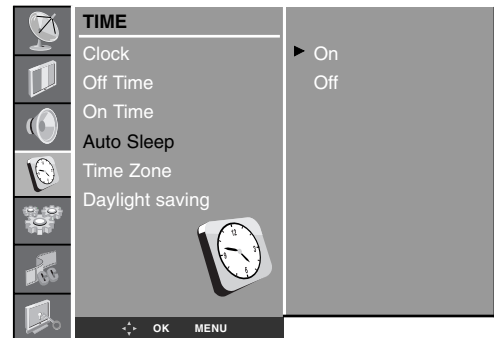 TIME
Clock
Off Time
On Time
Auto Sleep
Time Zone
Daylight saving
On
Off
OK MENU